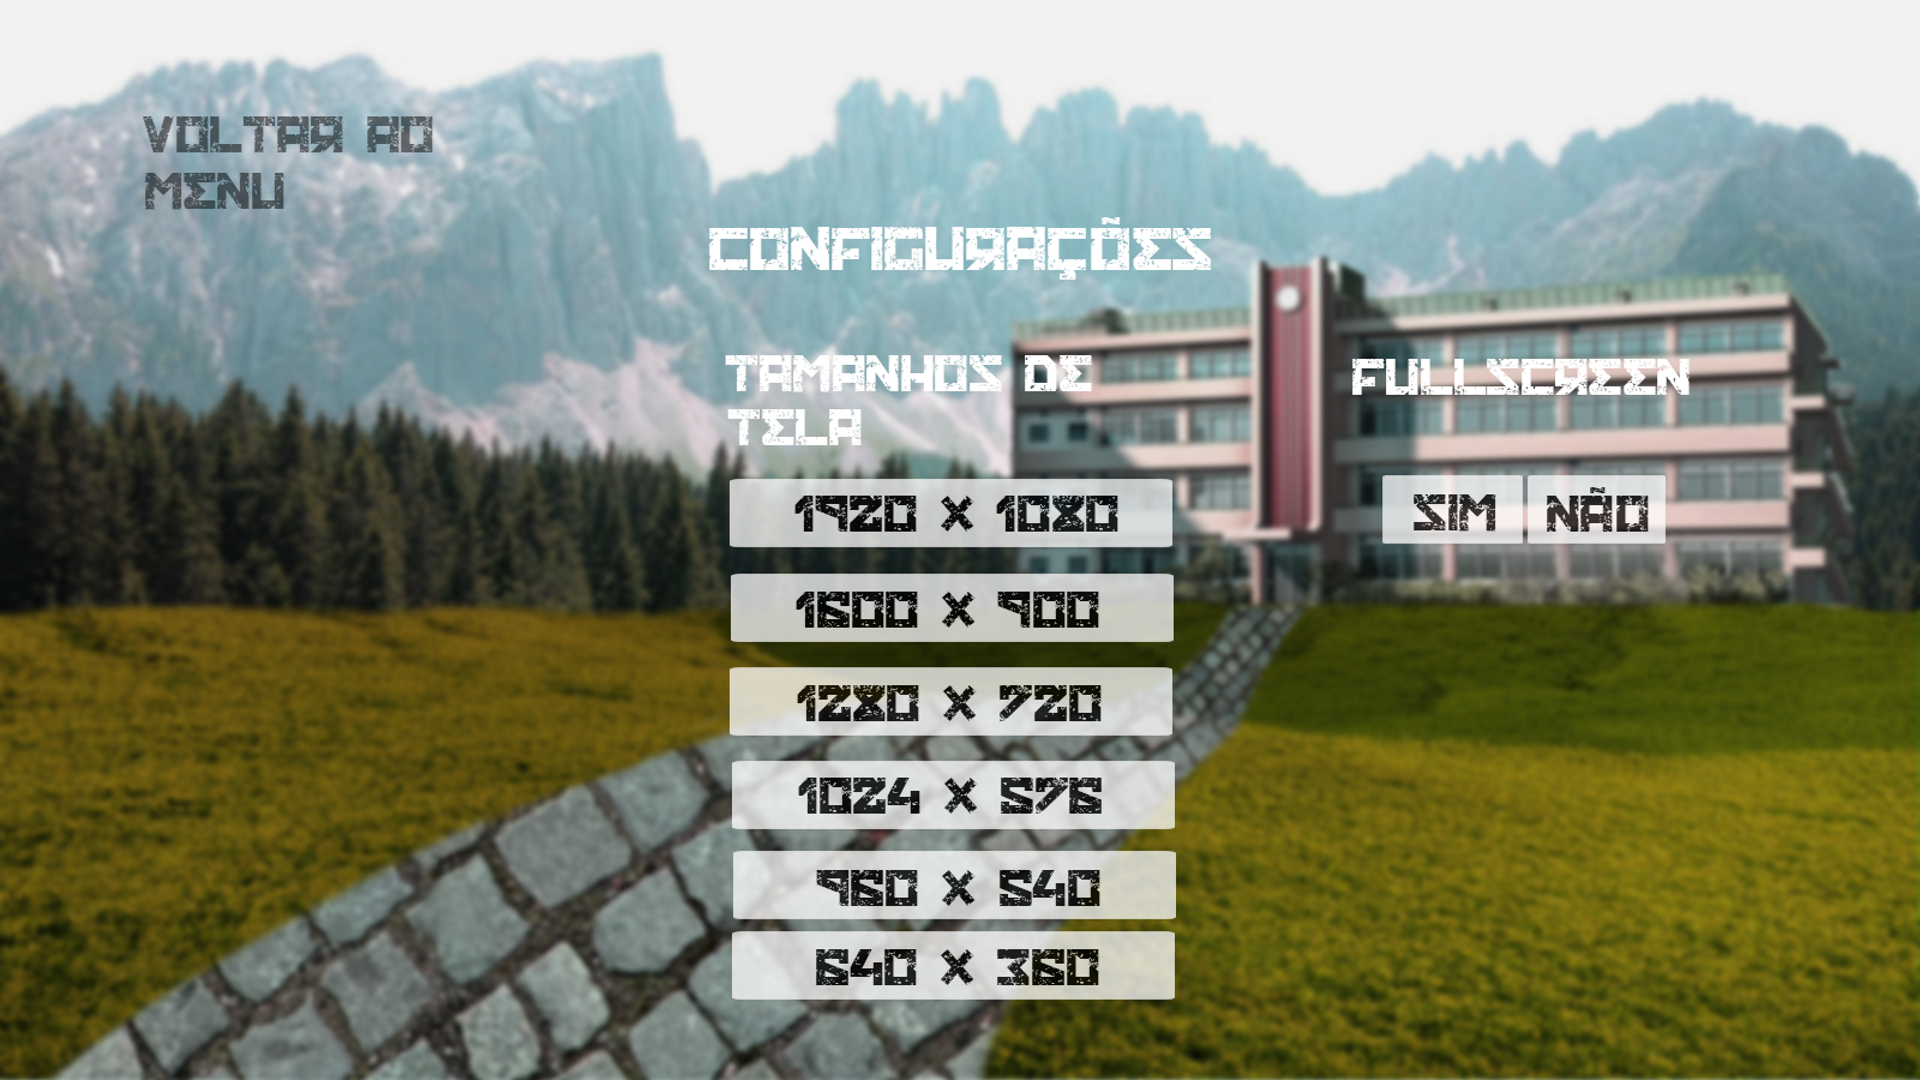 VOLTAR AO
MENU
CONFIGURAÇÕES
TAMANHOS DE
TELA
FULLSCREEN
1920 X 1080
SIM NÃO
1600 X 900
1280 X 720
1024 X 576
960 X 540
640 X 360